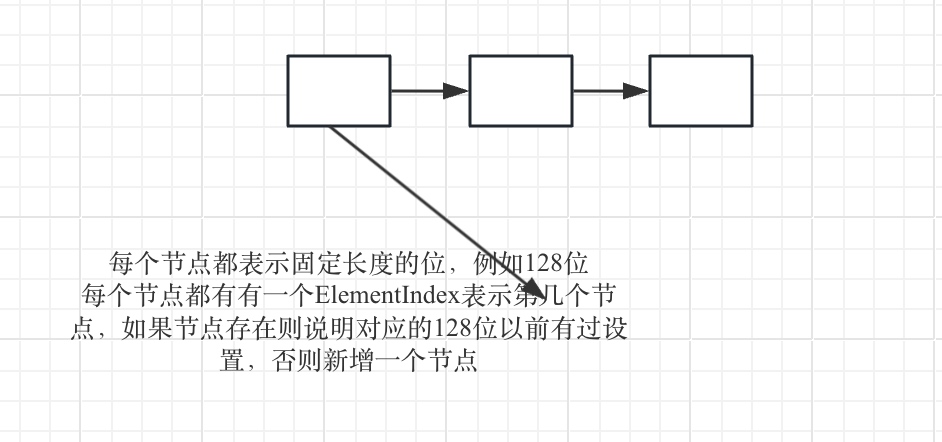 每个节点都表示固定长度的位，例如128位
每个节点都有有一个ElementIndex表示第几个节
点，如果节点存在则说明对应的128位以前有过设
置，否则新增一个节点